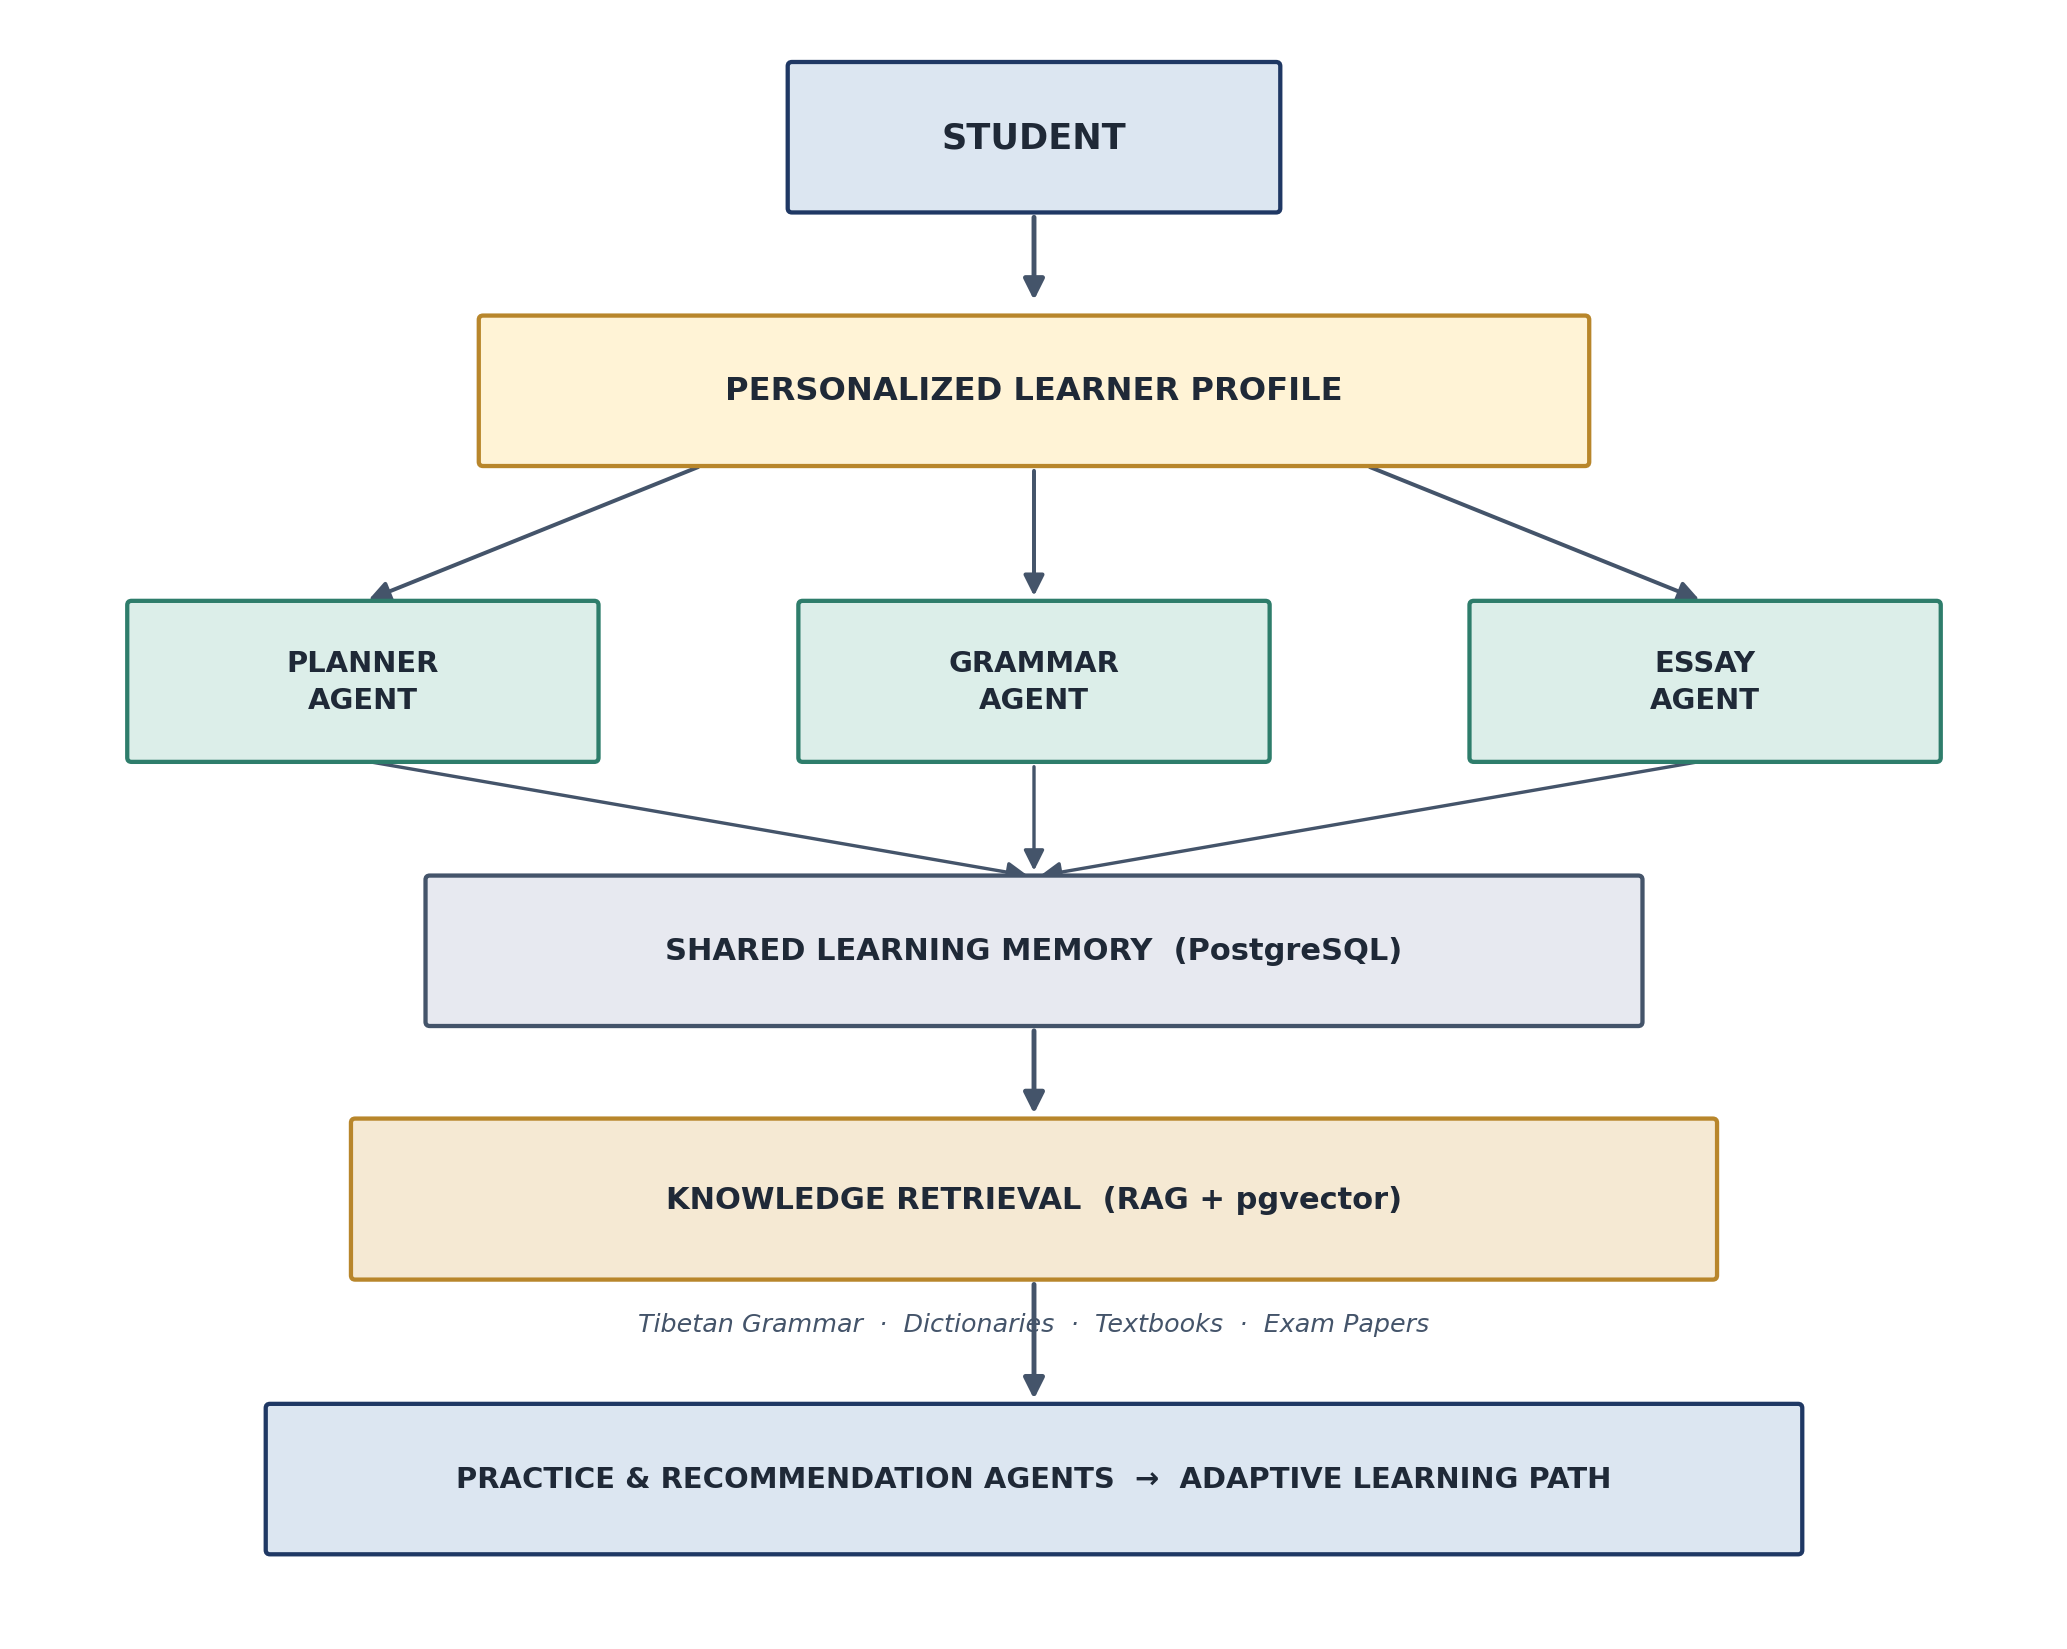 STUDENT
PERSONALIZED LEARNER PROFILE
PLANNER
AGENT
GRAMMAR
AGENT
ESSAY
AGENT
SHARED LEARNING MEMORY (PostgreSQL)
KNOWLEDGE RETRIEVAL (RAG + pgvector)
Tibetan Grammar · Dictionaries · Textbooks · Exam Papers
PRACTICE & RECOMMENDATION AGENTS → ADAPTIVE LEARNING PATH